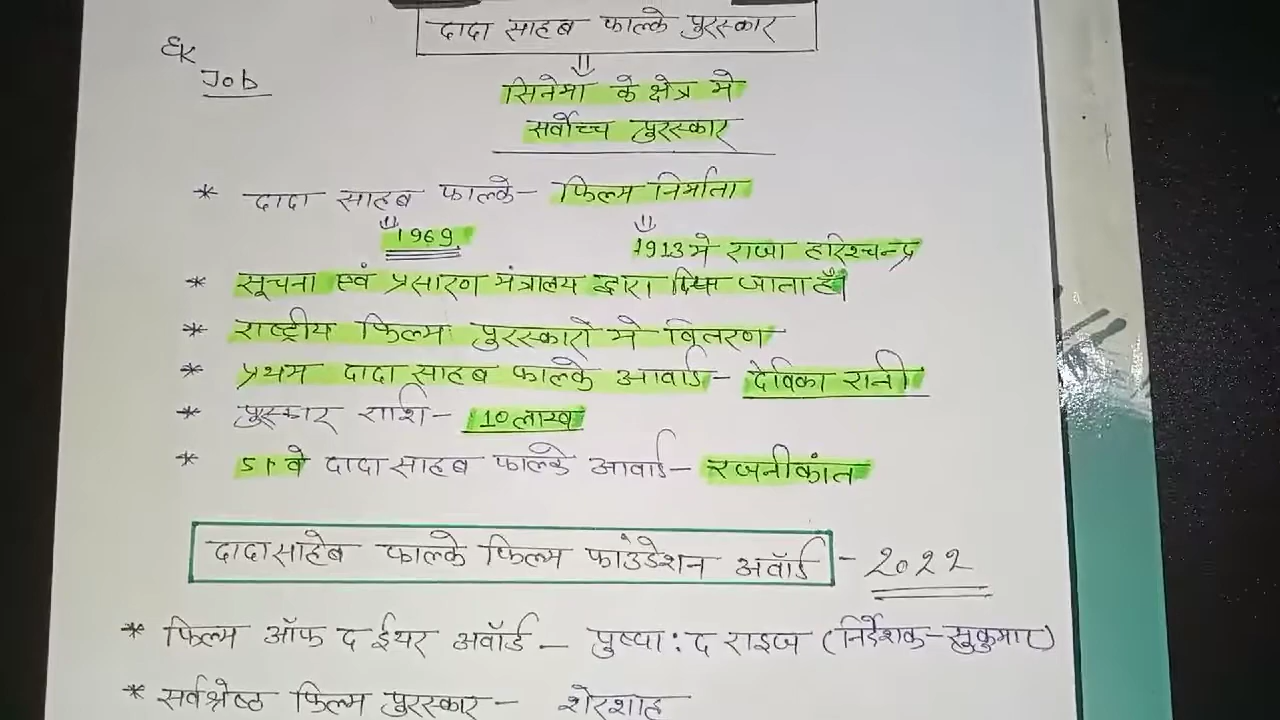 दादा साहब फाल्के पुरस्कार
EK
Job
सिनेमा के क्षेत्र मे
सर्वोच्च पुरस्कार
* दादा साहब फाल्के – फिल्म निर्माता
1969
1913 मे राजा हरिश्चन्द्र
* सूचना एवं प्रसारण मंत्रालय द्वारा दिया जाता है।
* राष्ट्रीय फिल्म पुरस्कारो मे वितरण
* प्रथम दादा साहब फाल्के आवार्ड – देविका रानी
* पुरस्कार राशि – 10 लाख
* 51 वे दादा साहब फाल्के आवार्ड – रजनीकांत
दादासाहेब फाल्के फिल्म फाउंडेशन अवॉर्ड – 2022
* फिल्म ऑफ द ईयर अवॉर्ड – पुष्पा : द राइज (निर्देशक – सुकुमार)
* सर्वश्रेष्ठ फिल्म पुरस्कार – शेरशाह